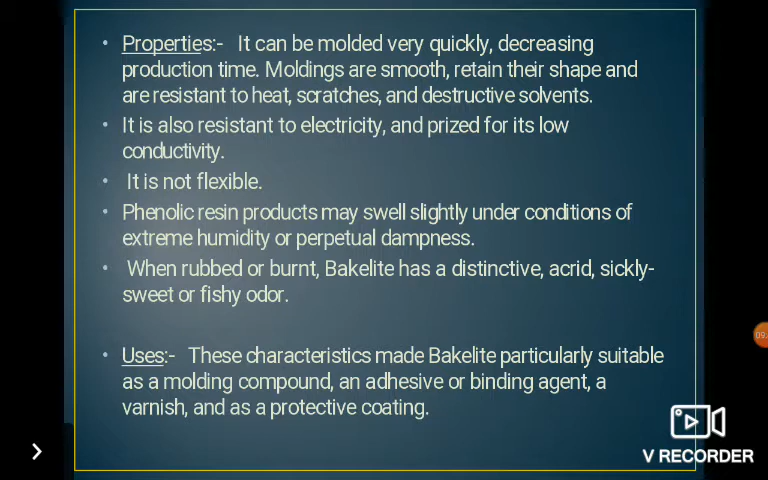 • Properties:- It can be molded very quickly, decreasing
production time. Moldings are smooth, retain their shape and
are resistant to heat, scratches, and destructive solvents.
• It is also resistant to electricity, and prized for its low
conductivity.
• It is not flexible.
• Phenolic resin products may swell slightly under conditions of
extreme humidity or perpetual dampness.
• When rubbed or burnt, Bakelite has a distinctive, acrid, sickly-
sweet or fishy odor.
• Uses:- These characteristics made Bakelite particularly suitable
as a molding compound, an adhesive or binding agent, a
varnish, and as a protective coating.
V RECORDER